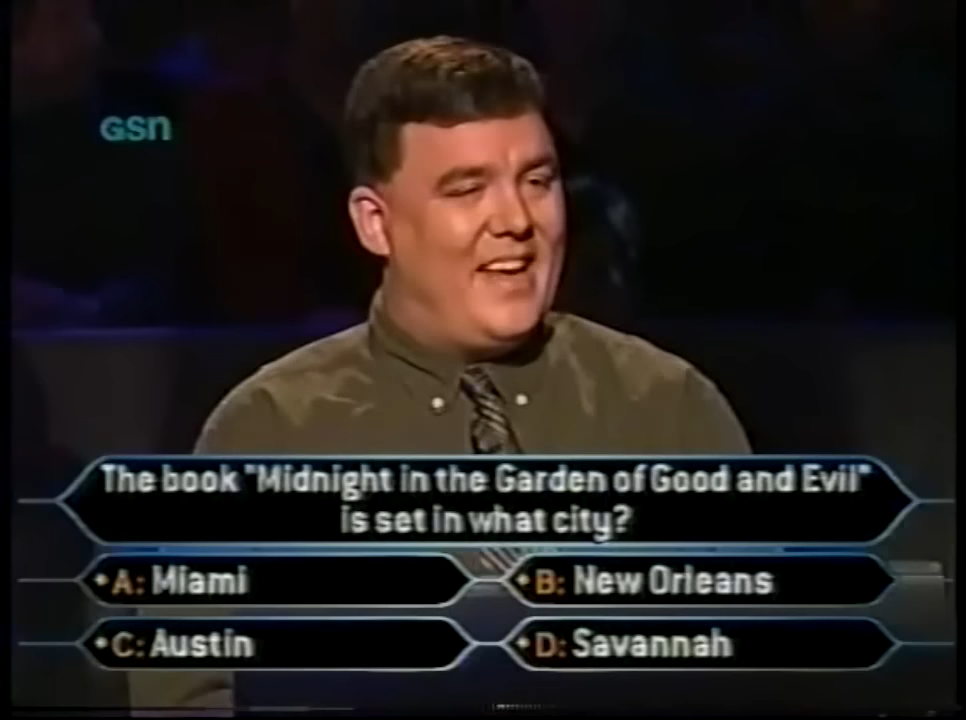 GSN
The book "Midnight in the Garden of Good and Evil"
is set in what city?
A: Miami
B: New Orleans
C: Austin
D: Savannah